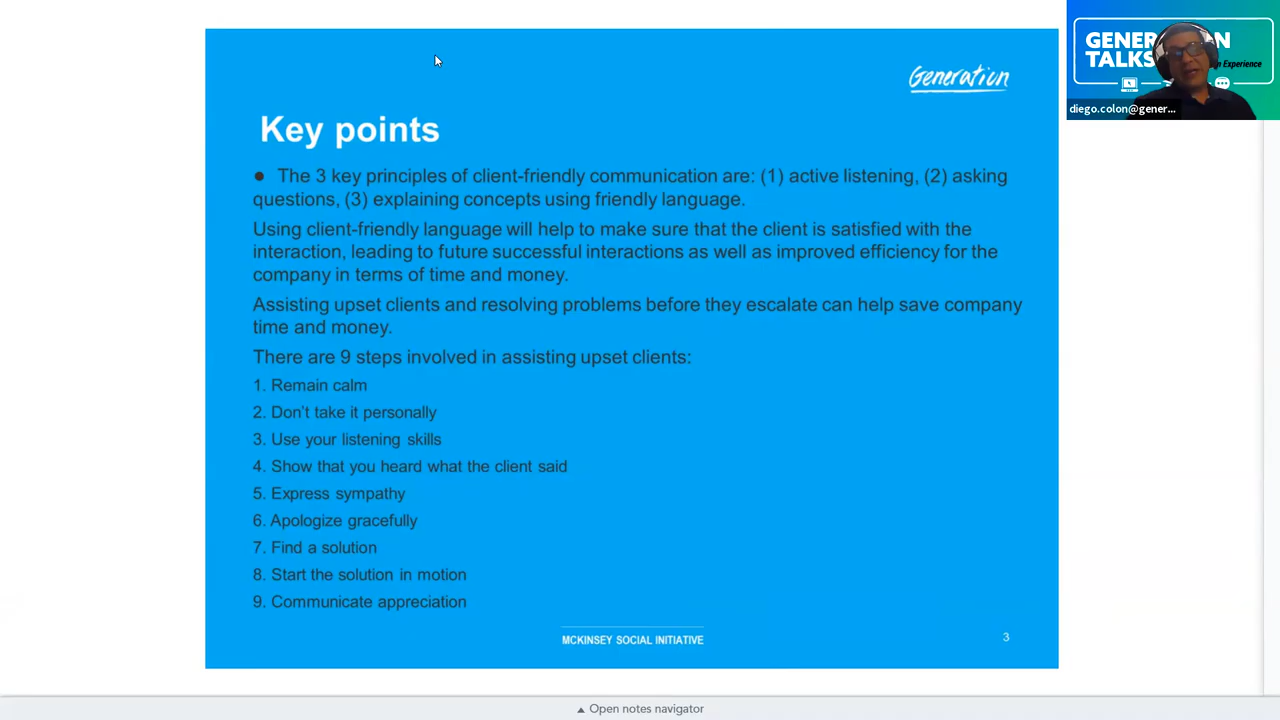 Generation
Key points
● The 3 key principles of client-friendly communication are: (1) active listening, (2) asking
questions, (3) explaining concepts using friendly language.
Using client-friendly language will help to make sure that the client is satisfied with the
interaction, leading to future successful interactions as well as improved efficiency for the
company in terms of time and money.
Assisting upset clients and resolving problems before they escalate can help save company
time and money.
There are 9 steps involved in assisting upset clients:
1. Remain calm
2. Don't take it personally
3. Use your listening skills
4. Show that you heard what the client said
5. Express sympathy
6. Apologize gracefully
7. Find a solution
8. Start the solution in motion
9. Communicate appreciation
MCKINSEY SOCIAL INITIATIVE
3
▲ Open notes navigator
TALKS
Experience
diego.colon@gener...